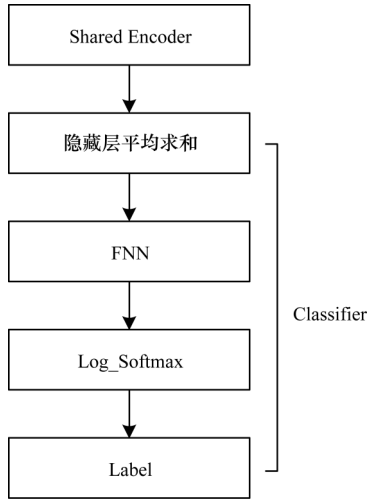 Shared Encoder
隐藏层平均求和
FNN
Classifier
Log_Softmax
Label